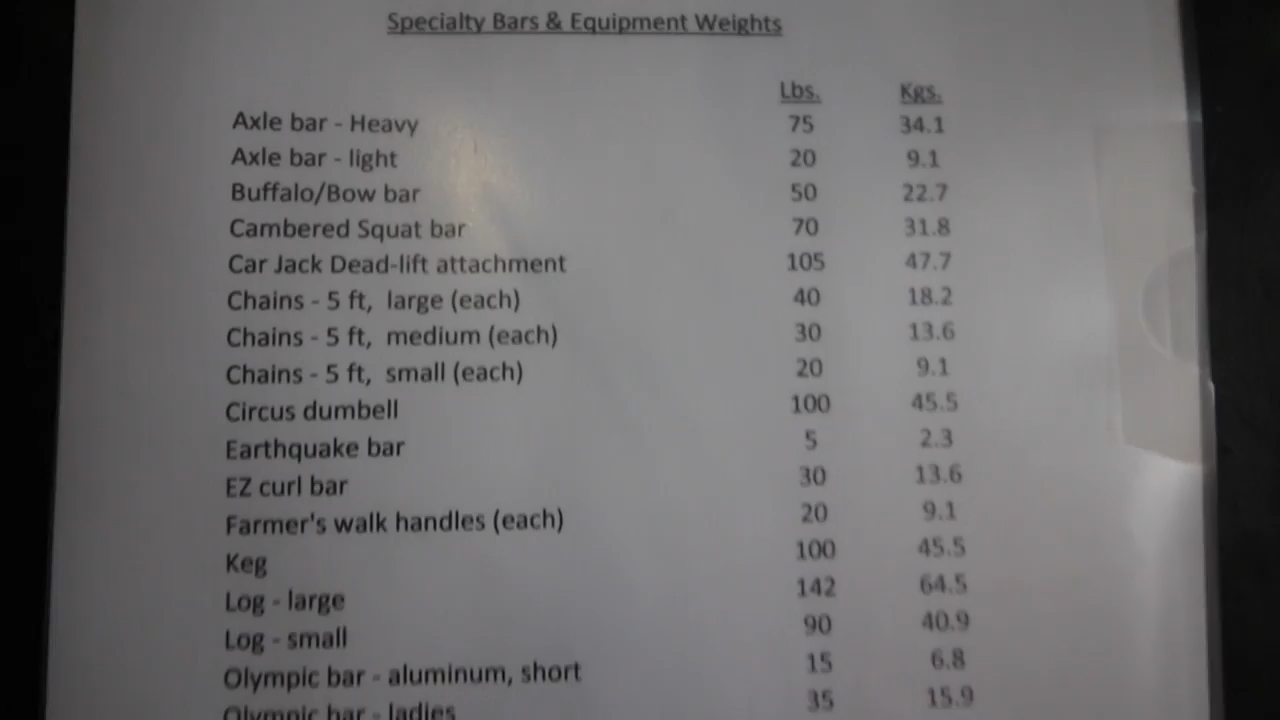 Specialty Bars & Equipment Weights
Lbs. Kgs.
Axle bar - Heavy 75 34.1
Axle bar - light 20 9.1
Buffalo/Bow bar 50 22.7
Cambered Squat bar 70 31.8
Car Jack Dead-lift attachment 105 47.7
Chains - 5 ft, large (each) 40 18.2
Chains - 5 ft, medium (each) 30 13.6
Chains - 5 ft, small (each) 20 9.1
Circus dumbell 100 45.5
Earthquake bar 5 2.3
EZ curl bar 30 13.6
Farmer's walk handles (each) 20 9.1
Keg 100 45.5
Log - large 142 64.5
Log - small 90 40.9
Olympic bar - aluminum, short 15 6.8
Olympic bar - ladies 35 15.9